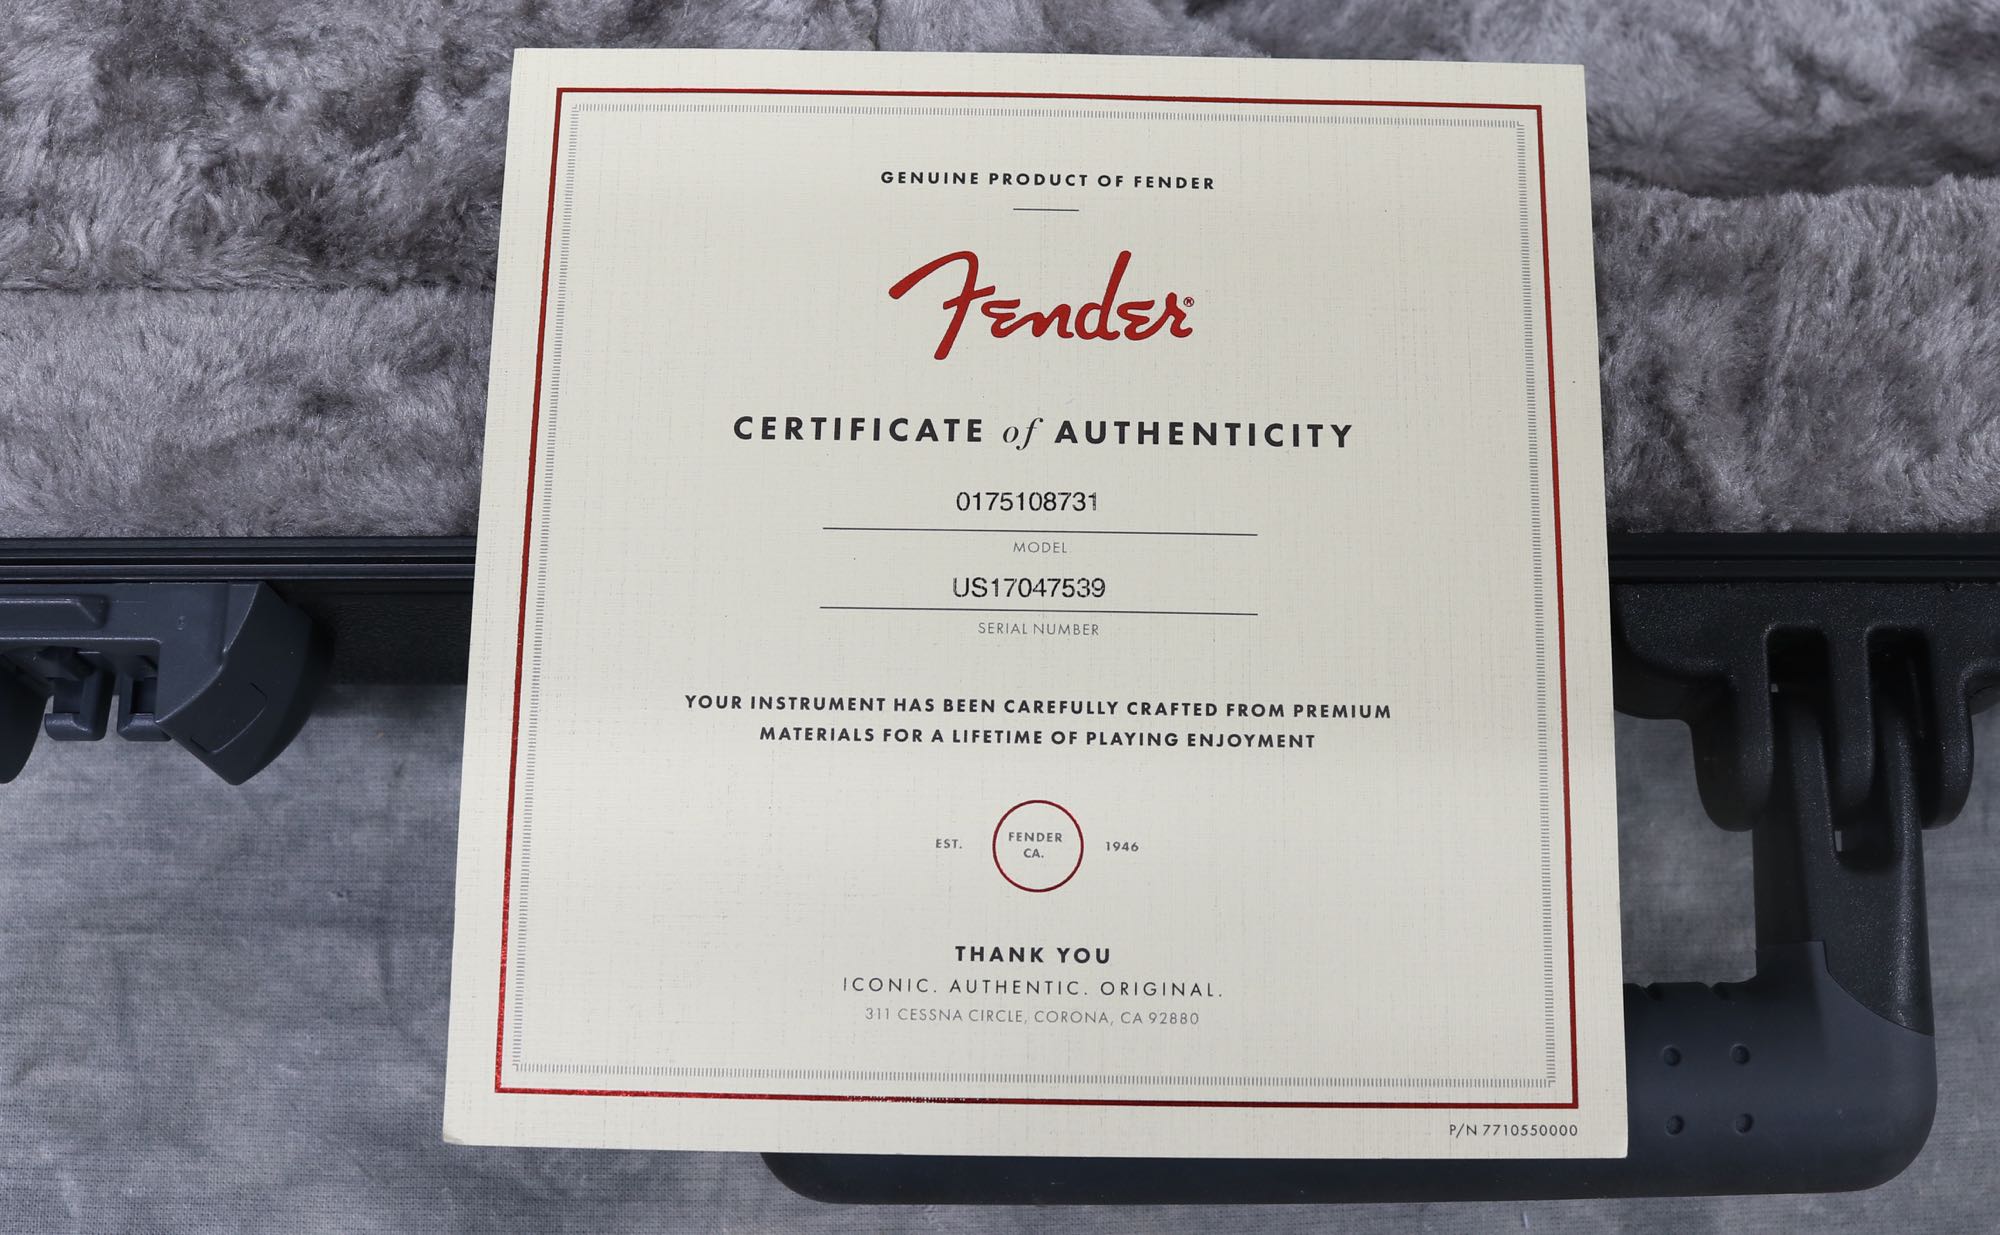 GENUINE PRODUCT OF FENDER
Fender®
CERTIFICATE of AUTHENTICITY
0175108731
MODEL
US17047539
SERIAL NUMBER
YOUR INSTRUMENT HAS BEEN CAREFULLY CRAFTED FROM PREMIUM
MATERIALS FOR A LIFETIME OF PLAYING ENJOYMENT
EST. FENDER CA. 1946
THANK YOU
ICONIC. AUTHENTIC. ORIGINAL.
311 CESSNA CIRCLE, CORONA, CA 92880
P/N 7710550000